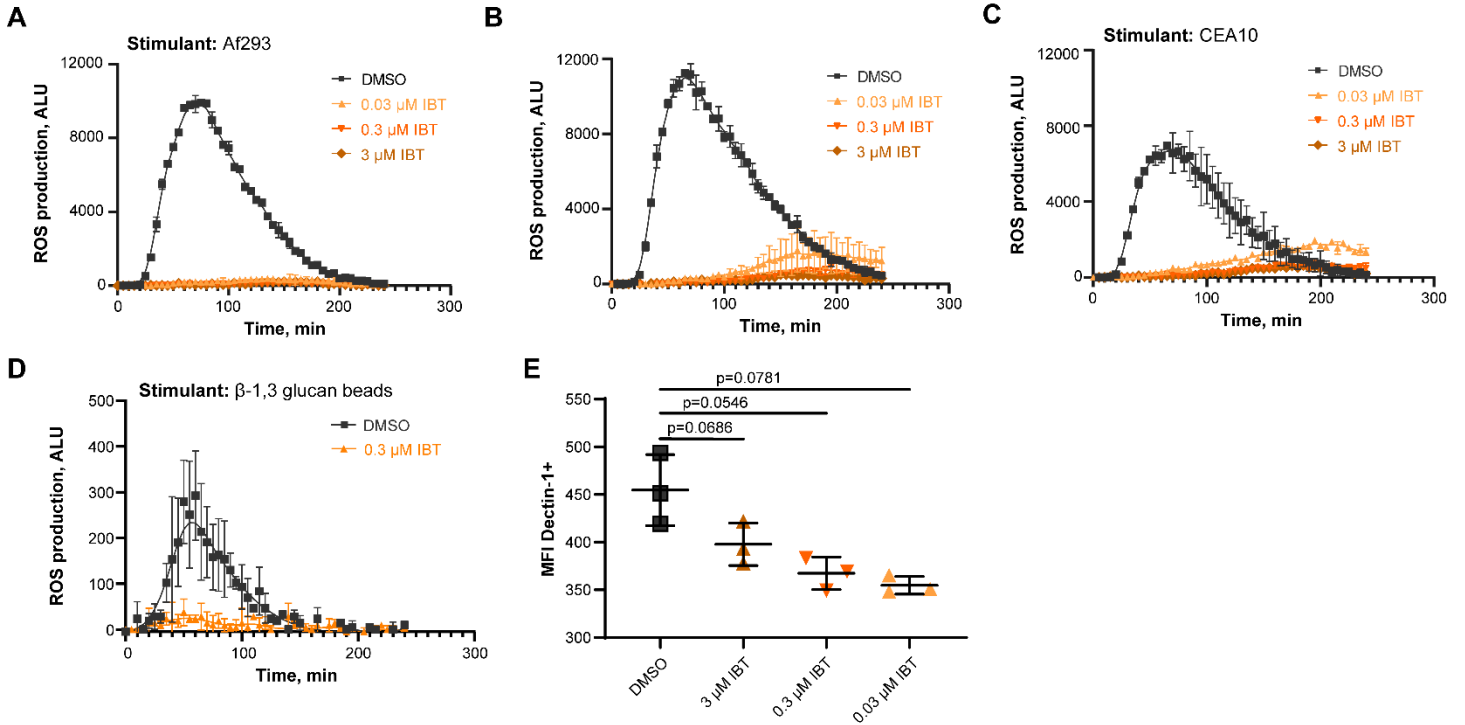 A
Stimulant: Af293
ROS production, ALU
12000
8000
4000
0
0
100
200
300
Time, min
DMSO
0.03 µM IBT
0.3 µM IBT
3 µM IBT
B
ROS production, ALU
12000
8000
4000
0
0
100
200
300
Time, min
DMSO
0.03 µM IBT
0.3 µM IBT
3 µM IBT
C
Stimulant: CEA10
ROS production, ALU
12000
8000
4000
0
0
100
200
300
Time, min
DMSO
0.03 µM IBT
0.3 µM IBT
3 µM IBT
D
Stimulant: β-1,3 glucan beads
ROS production, ALU
500
400
300
200
100
0
0
100
200
300
Time, min
DMSO
0.3 µM IBT
E
p=0.0781
p=0.0546
p=0.0686
MFI Dectin-1+
550
500
450
400
350
300
DMSO
3 µM IBT
0.3 µM IBT
0.03 µM IBT